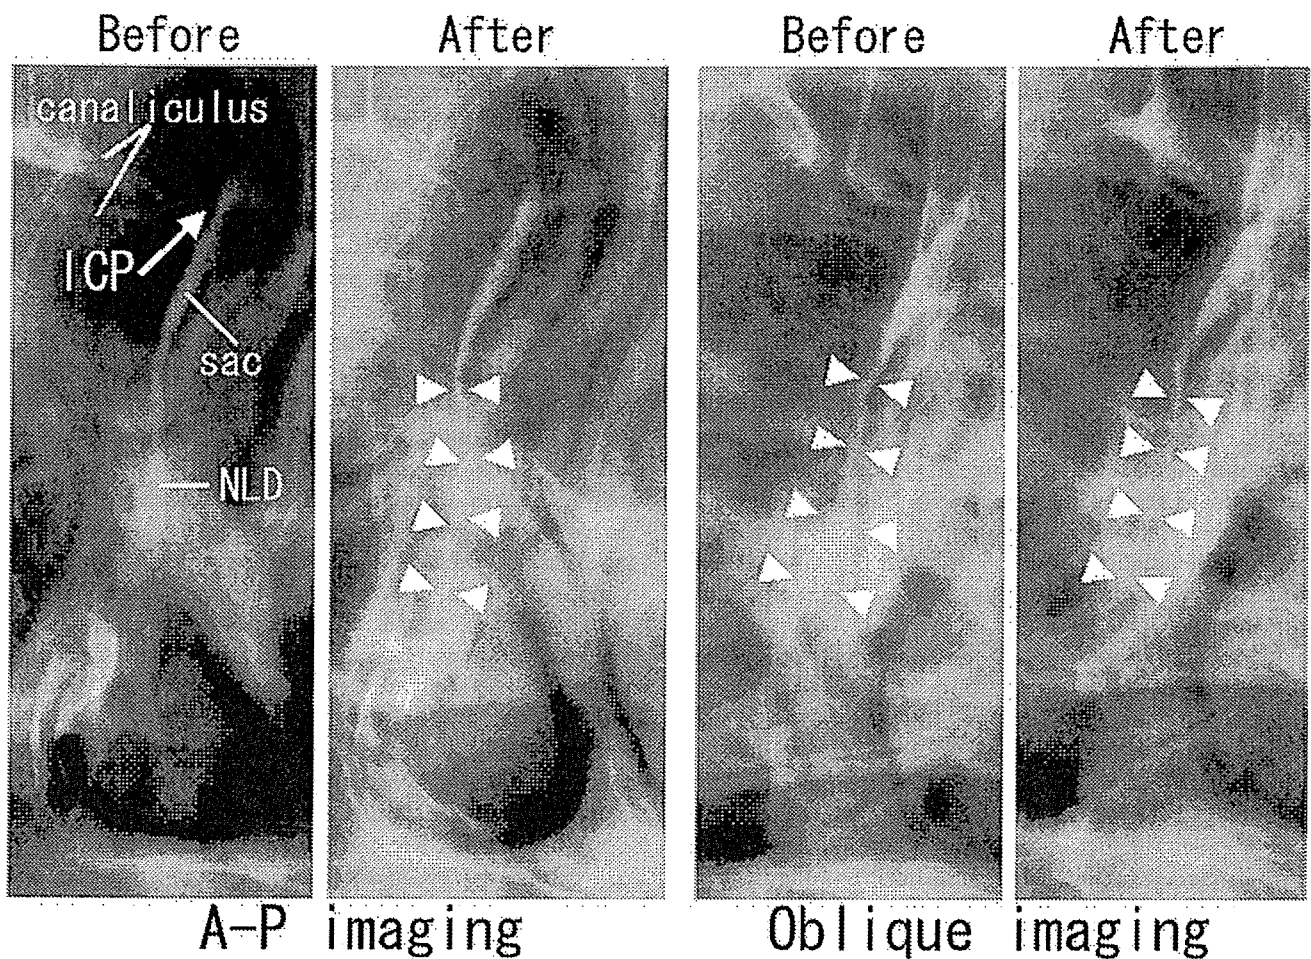 Before After Before After
canaliculus
ICP
sac
NLD
A-P imaging Oblique imaging